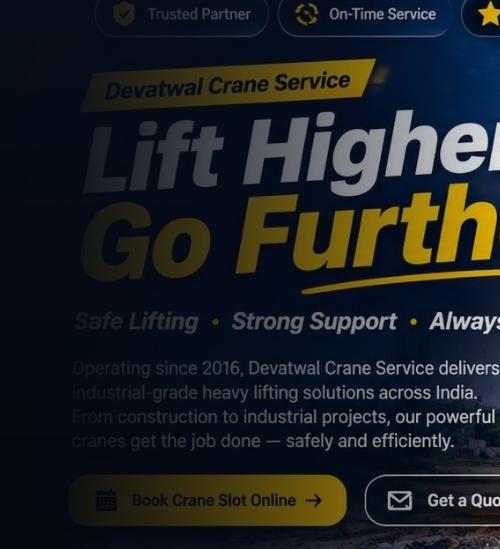 Trusted Partner
On-Time Service
Devatwal Crane Service
Lift Higher
Go Furth
Safe Lifting • Strong Support • Always
Operating since 2016, Devatwal Crane Service delivers
industrial-grade heavy lifting solutions across India.
From construction to industrial projects, our powerful
cranes get the job done — safely and efficiently.
Book Crane Slot Online →
Get a Quo